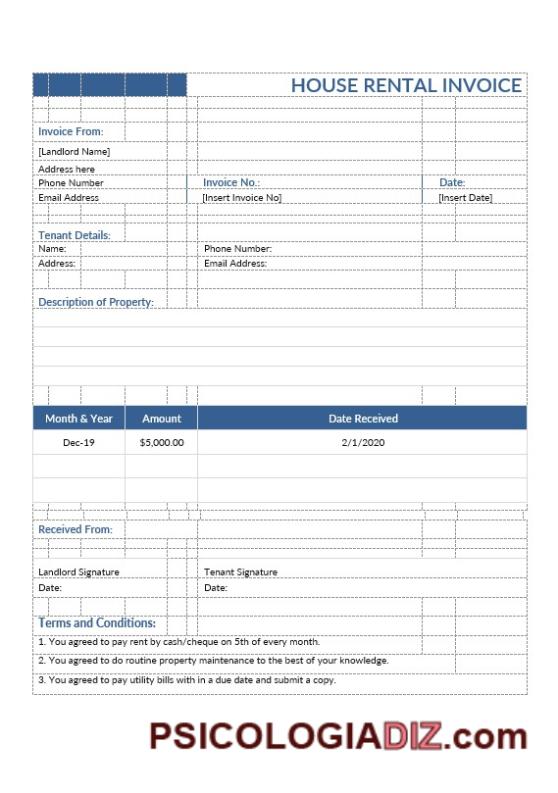 HOUSE RENTAL INVOICE
Invoice From:
[Landlord Name]
Address here
Phone Number Invoice No.: Date:
Email Address [Insert Invoice No] [Insert Date]
Tenant Details:
Name: Phone Number:
Address: Email Address:
Description of Property:
Month & Year Amount Date Received
Dec-19 $5,000.00 2/1/2020
Received From:
Landlord Signature Tenant Signature
Date: Date:
Terms and Conditions:
1. You agreed to pay rent by cash/cheque on 5th of every month.
2. You agreed to do routine property maintenance to the best of your knowledge.
3. You agreed to pay utility bills with in a due date and submit a copy.
PSICOLOGIADIZ.com